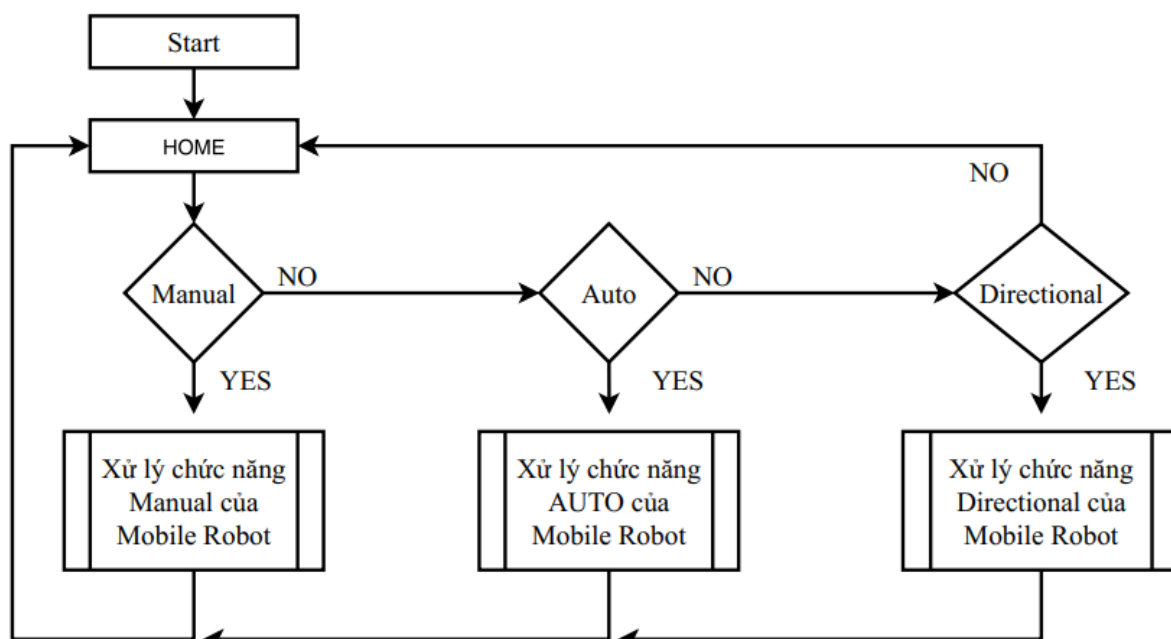 Start
HOME
NO
Manual
NO
Auto
NO
Directional
YES
YES
YES
Xử lý chức năng
Manual của
Mobile Robot
Xử lý chức năng
AUTO của
Mobile Robot
Xử lý chức năng
Directional của
Mobile Robot